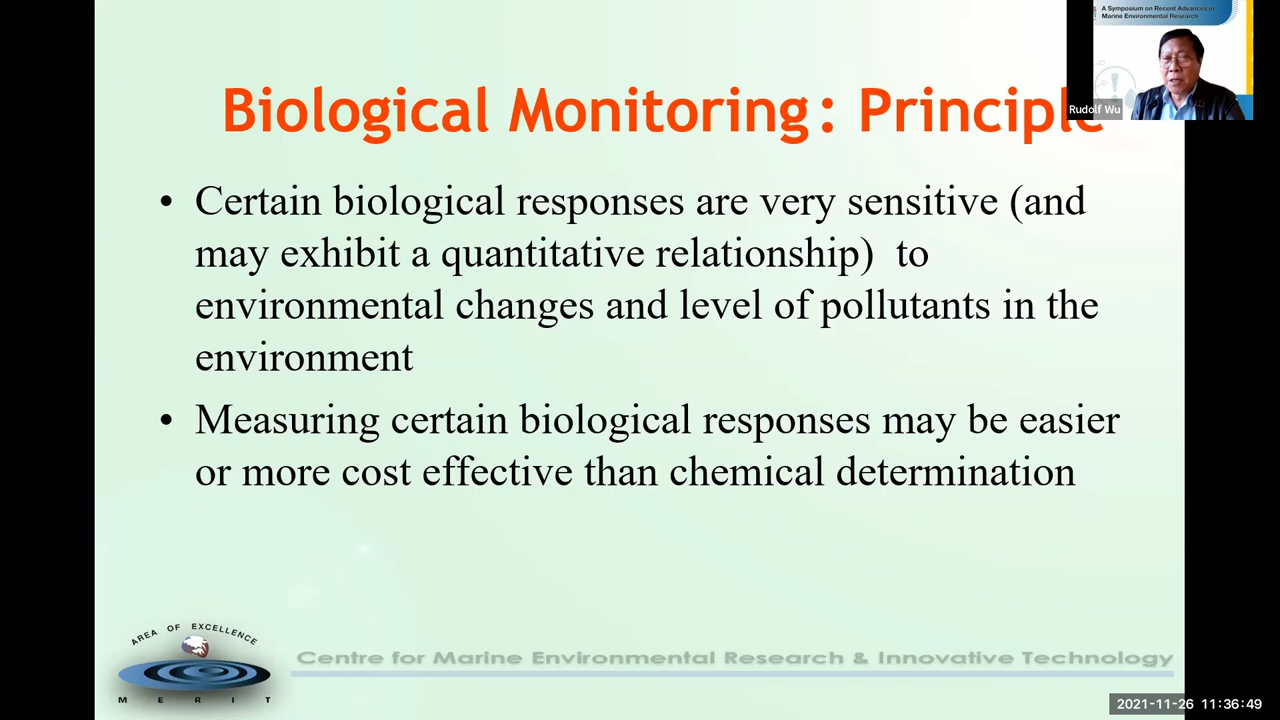 A Symposium on Recent Advances in
Marine Environmental Research
Rudolf Wu
Biological Monitoring: Principle
• Certain biological responses are very sensitive (and
may exhibit a quantitative relationship) to
environmental changes and level of pollutants in the
environment
• Measuring certain biological responses may be easier
or more cost effective than chemical determination
AREA OF EXCELLENCE
MERIT
Centre for Marine Environmental Research & Innovative Technology
2021-11-26 11:36:49